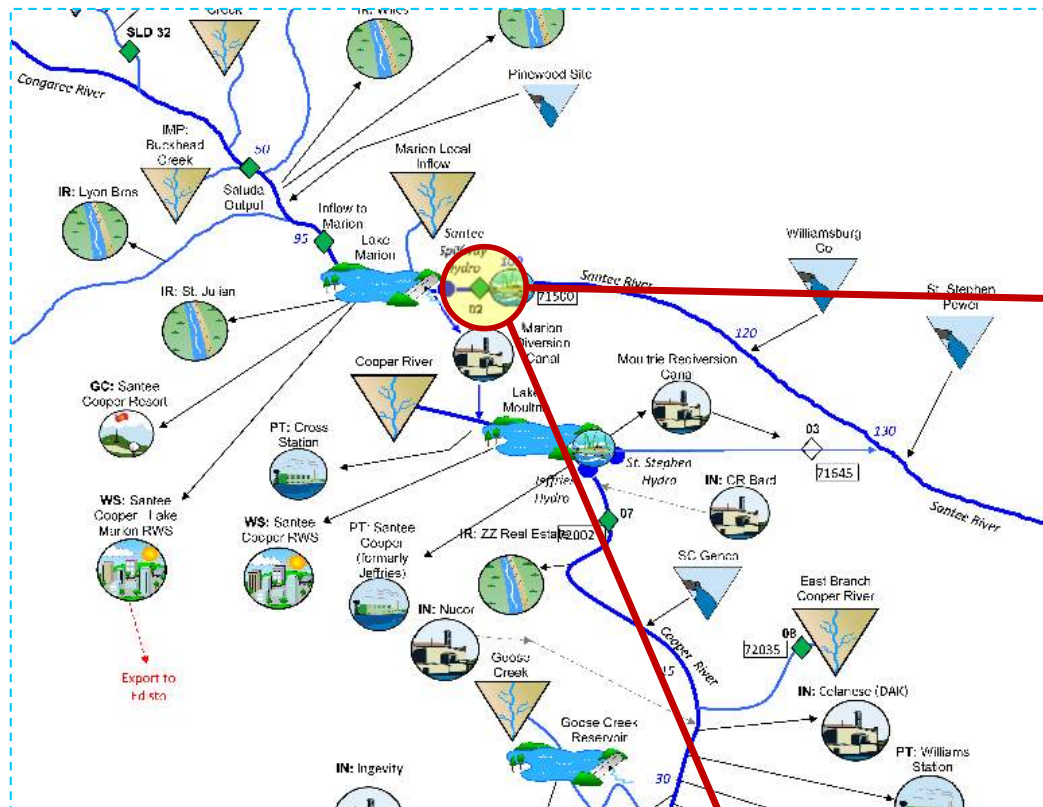 SLD 32
Creek
IR: Wiles
Pinewood Site
Congaree River
IMP:
Buckhead
Creek
50
Marion Local
Inflow
IR: Lyon Bros
Saluda
Output
Inflow to
Marion
95
Lake
Marion
Santee
Spillway
Hydro
100
02
71500
Santee River
Williamsburg
Co
St. Stephen
Power
IR: St. Julian
Marion
Diversion
Canal
120
Cooper River
Moultrie Rediversion
Canal
GC: Santee
Cooper Resort
Lake
Moultrie
PT: Cross
Station
03
130
71645
St. Stephen
Hydro
Jefferies
Hydro
IN: CR Bard
Santee River
WS: Santee
Cooper - Lake
Marion RWS
WS: Santee
Cooper RWS
PT: Santee
Cooper
(formerly
Jeffries)
IR: ZZ Real Estate
72002
07
SC Genco
East Branch
Cooper River
IN: Nucor
08
72035
Cooper River
15
Export to
Edisto
Goose
Creek
IN: Celanese (DAK)
Goose Creek
Reservoir
PT: Williams
Station
IN: Ingevity
30